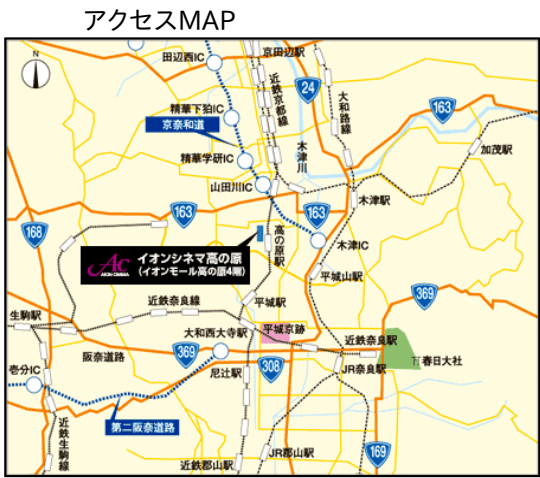 アクセスMAP
N
田辺西IC
京田辺駅
近鉄京都線
24
大和路線
163
精華下狛IC
京奈和道
精華学研IC
木津川
加茂駅
山田川IC
木津駅
163
163
168
高の原駅
木津IC
AC
AEON CINEMA
イオンシネマ高の原
(イオンモール高の原4階)
平城山駅
369
近鉄奈良線
平城駅
生駒駅
大和西大寺駅
平城京跡
近鉄奈良駅
阪奈道路
369
308
春日大社
壱分IC
尼辻駅
JR奈良駅
第二阪奈道路
近鉄生駒線
近鉄郡山駅
JR郡山駅
169